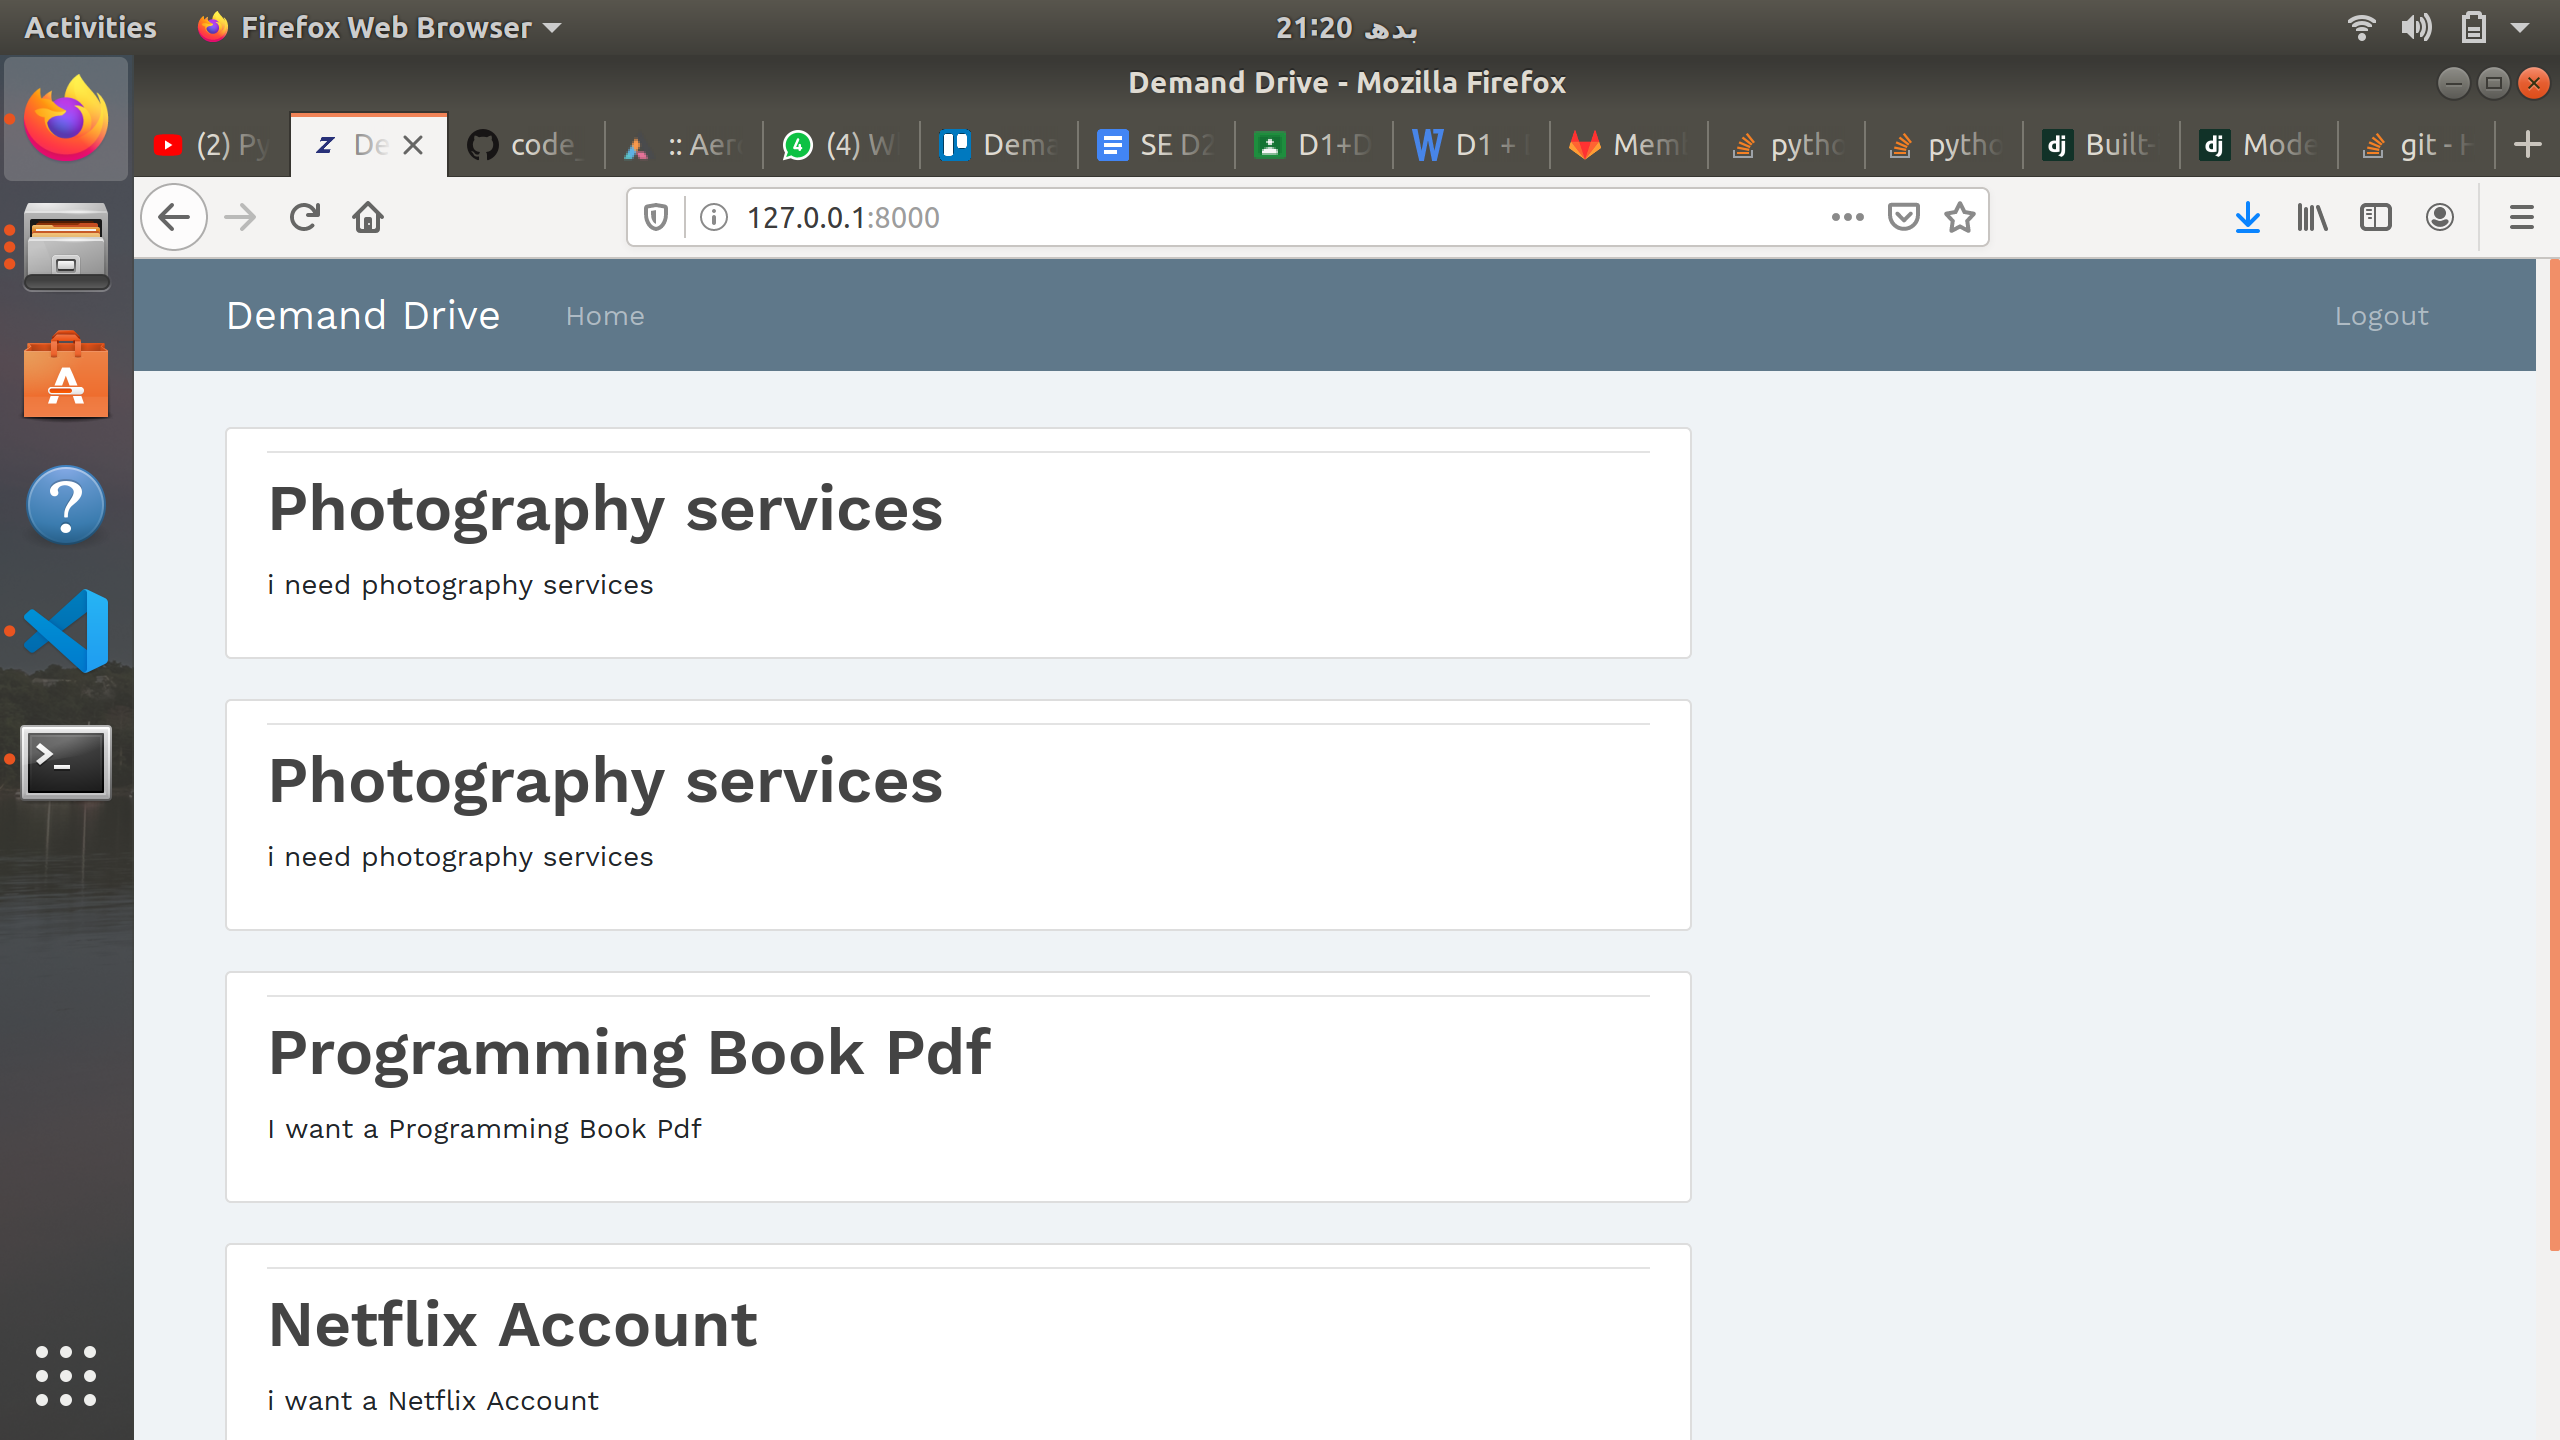 Activities
Firefox Web Browser
بدھ 21:20
Demand Drive - Mozilla Firefox
(2) Py
De
code_
:: Aero
4
(4) W
Dema
SE D2
D1+D
D1 +
Meml
pytho
pytho
Built-
Mode
git - H
127.0.0.1:8000
Demand Drive
Home
Logout
Photography services
i need photography services
Photography services
i need photography services
Programming Book Pdf
I want a Programming Book Pdf
Netflix Account
i want a Netflix Account